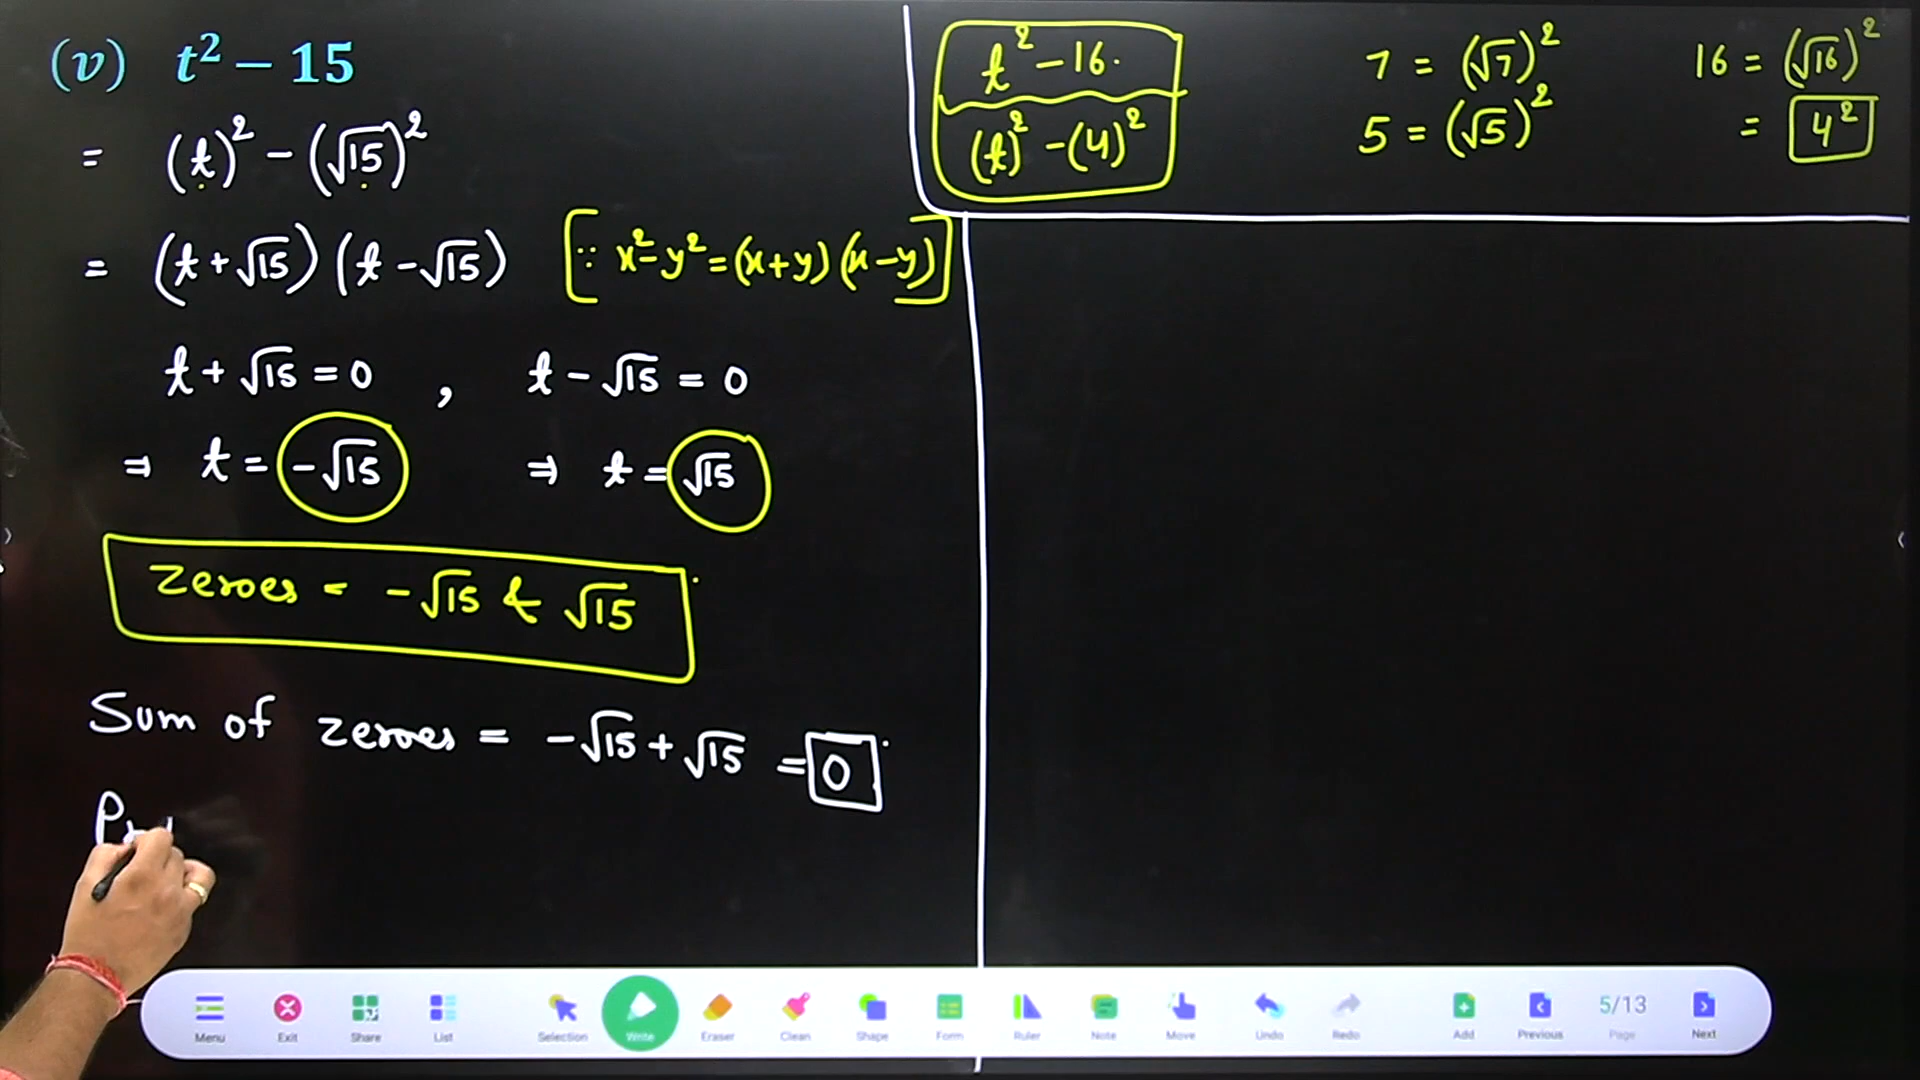 (v) t² − 15
= (t)² − (√15)²
= (t + √15) (t − √15) [∵ x² − y² = (x + y) (x − y)]
t + √15 = 0 , t − √15 = 0
⇒ t = −√15 ⇒ t = √15
zeroes = −√15 & √15
Sum of zeroes = −√15 + √15 = 0
t² − 16
(t)² − (4)²
7 = (√7)²
5 = (√5)²
16 = (√16)²
= 4²
Menu Exit Share List Selection Write Eraser Clean Shape Form Ruler Note Move Undo Redo Add Previous 5/13 Page Next